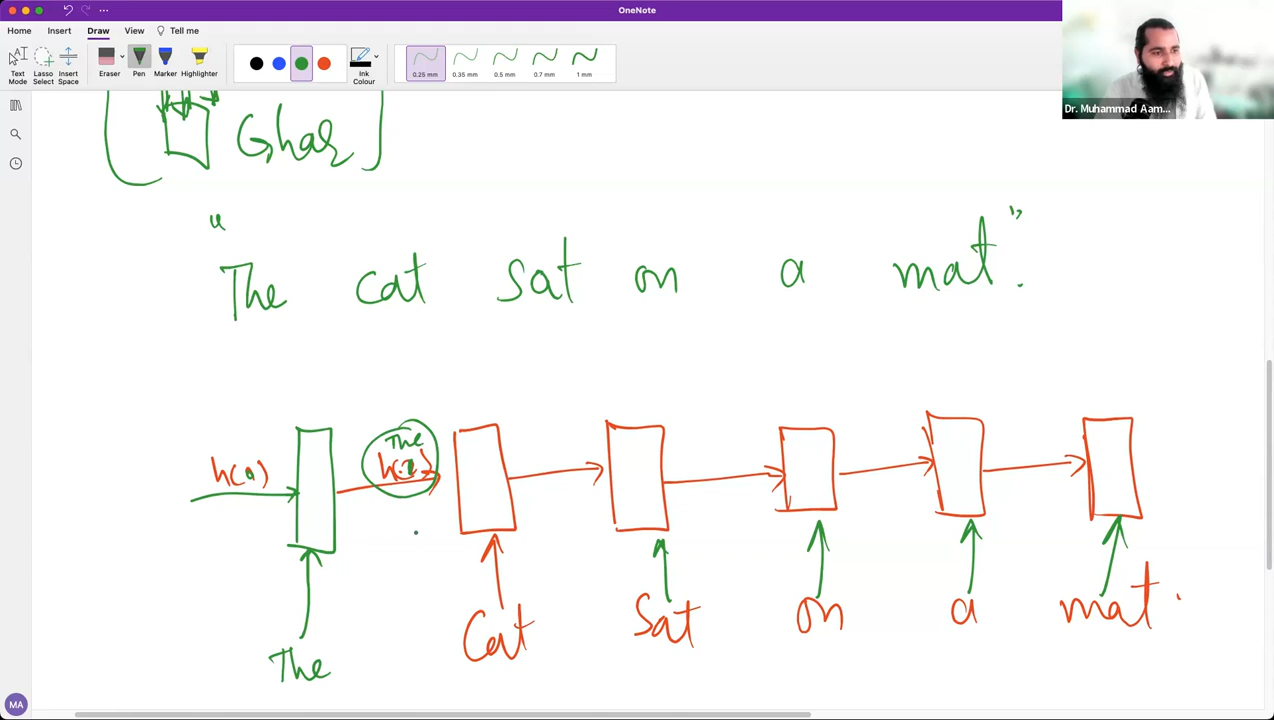 OneNote
Home Insert Draw View Tell me
Text Mode Lasso Select Insert Space Eraser Pen Marker Highlighter Ink Colour 0.25 mm 0.35 mm 0.5 mm 0.7 mm 1 mm
Dr. Muhammad Aam...
Ghar
"The cat sat on a mat."
The
h( ) h( )
Cat Sat on a mat.
The
MA